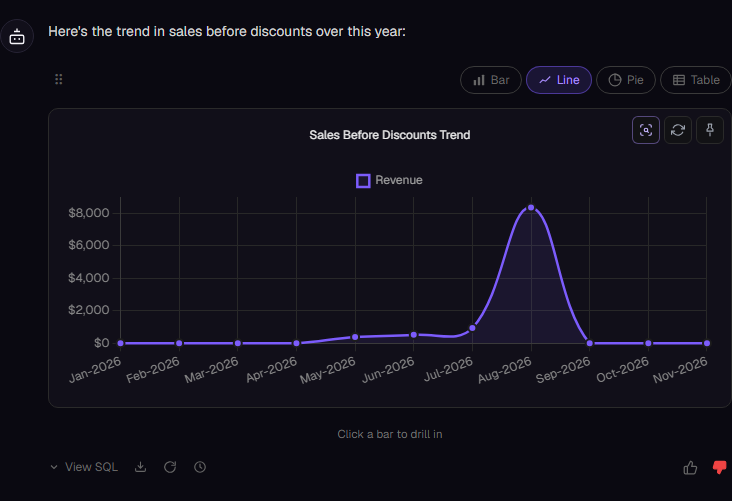 Here's the trend in sales before discounts over this year:
Bar Line Pie Table
Sales Before Discounts Trend
Revenue
$8,000
$6,000
$4,000
$2,000
$0
Jan-2026 Feb-2026 Mar-2026 Apr-2026 May-2026 Jun-2026 Jul-2026 Aug-2026 Sep-2026 Oct-2026 Nov-2026
Click a bar to drill in
View SQL